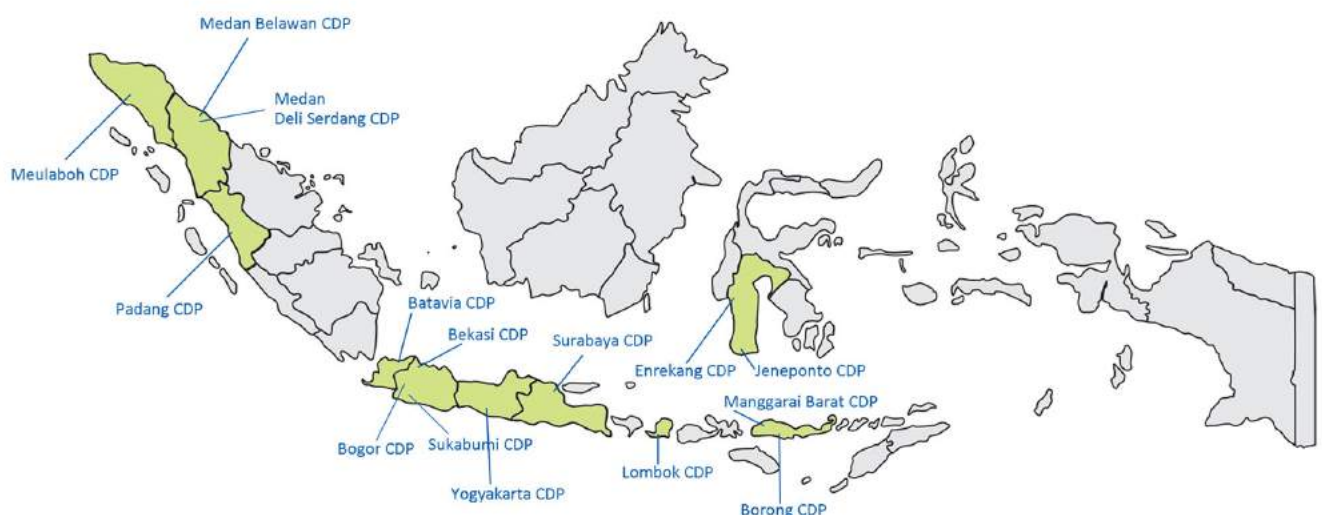 Medan Belawan CDP
Medan
Deli Serdang CDP
Meulaboh CDP
Padang CDP
Batavia CDP
Bekasi CDP
Surabaya CDP
Enrekang CDP
Jeneponto CDP
Manggarai Barat CDP
Bogor CDP
Sukabumi CDP
Lombok CDP
Yogyakarta CDP
Borong CDP